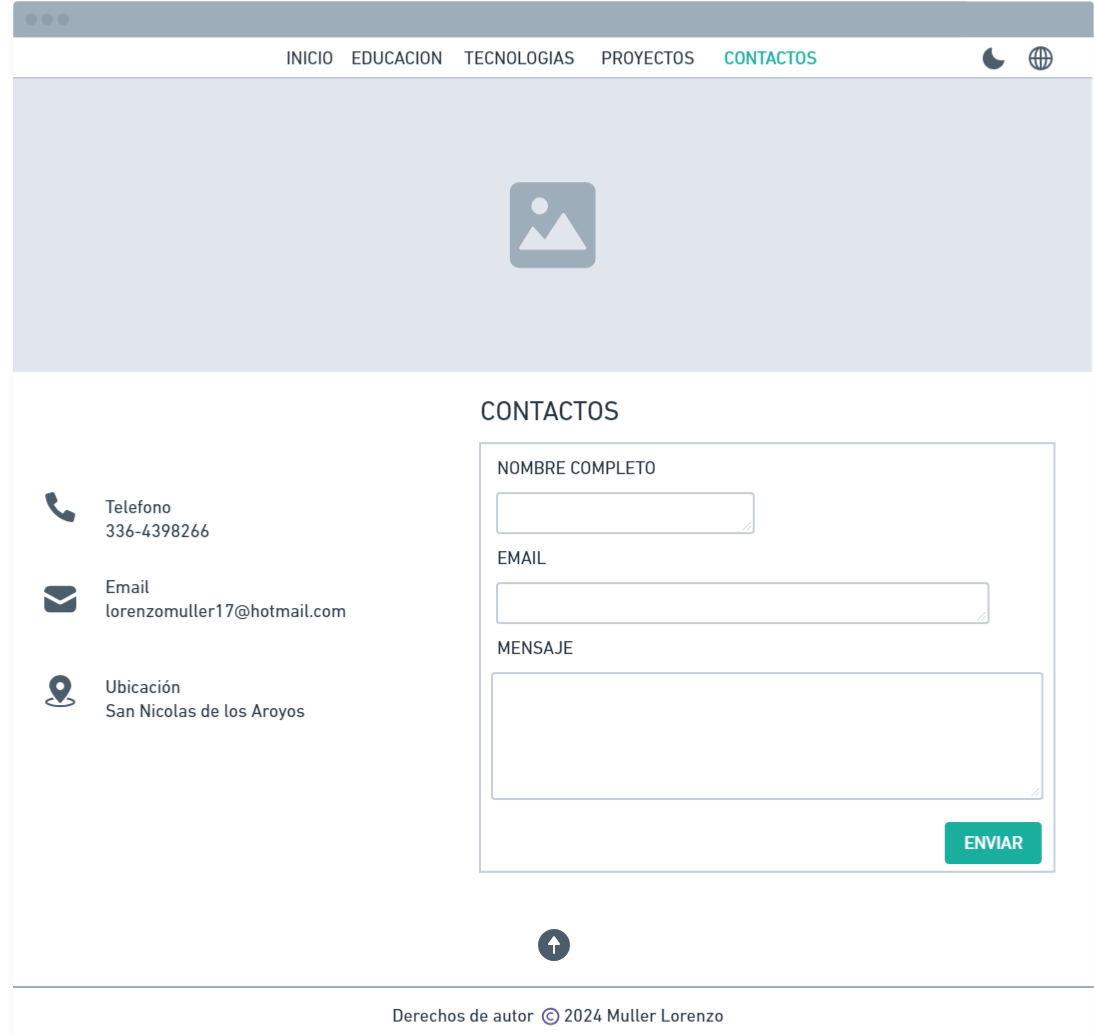 INICIO EDUCACION TECNOLOGIAS PROYECTOS CONTACTOS
CONTACTOS
NOMBRE COMPLETO
EMAIL
MENSAJE
ENVIAR
Telefono
336-4398266
Email
lorenzomuller17@hotmail.com
Ubicación
San Nicolas de los Aroyos
Derechos de autor © 2024 Muller Lorenzo